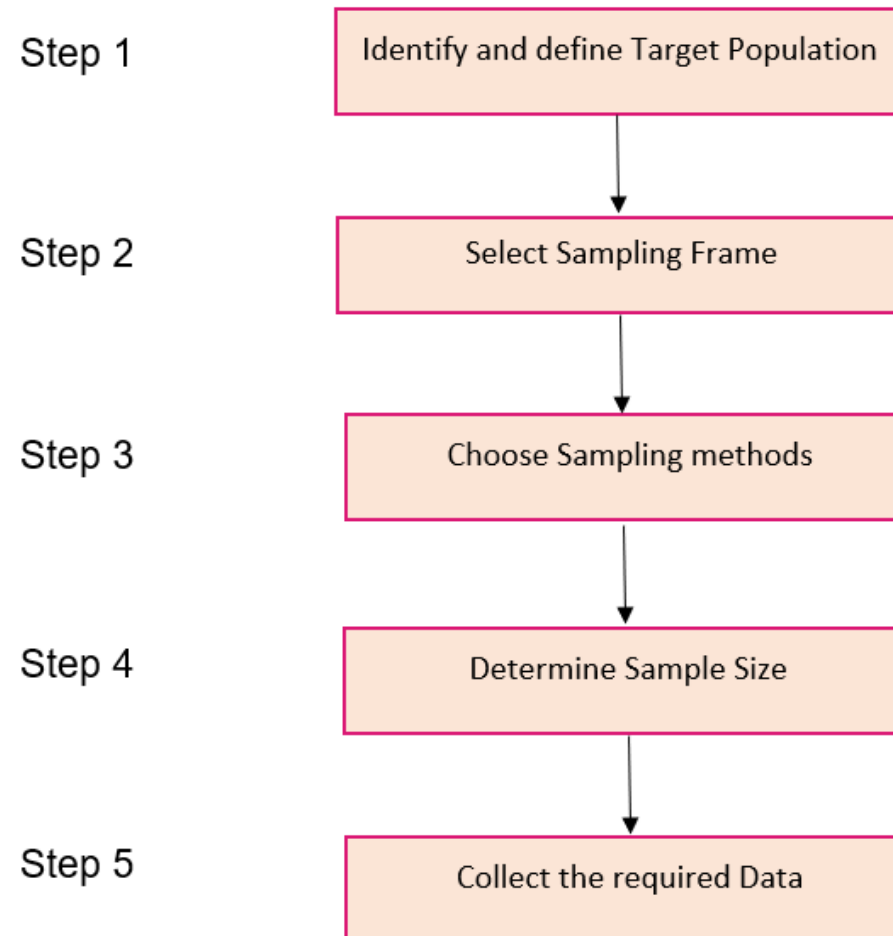 Step 1
Identify and define Target Population
Step 2
Select Sampling Frame
Step 3
Choose Sampling methods
Step 4
Determine Sample Size
Step 5
Collect the required Data